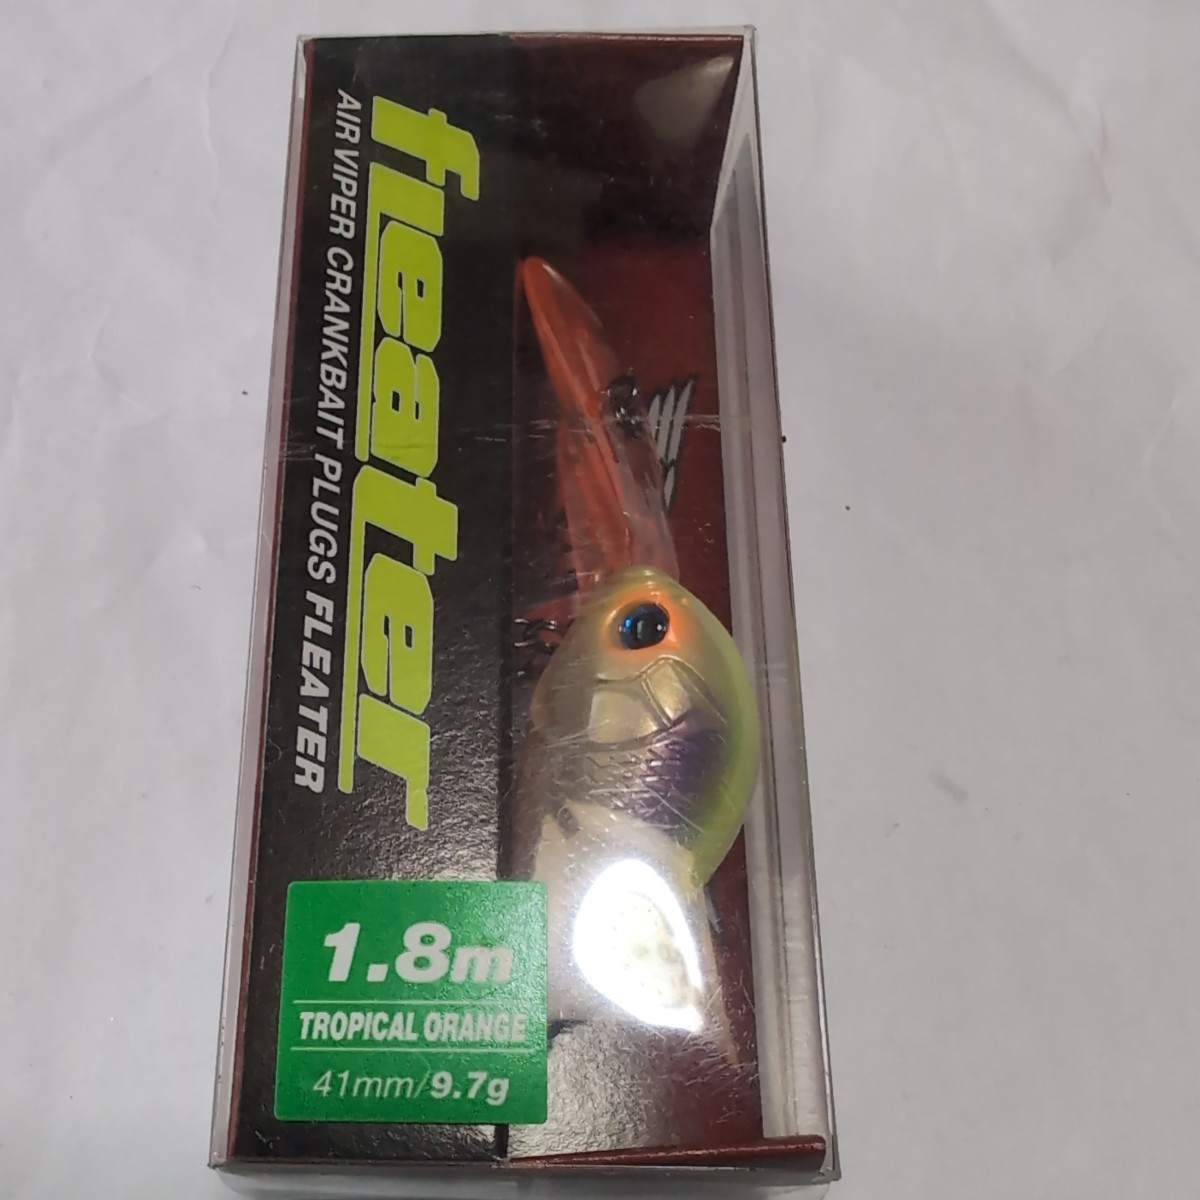 fleater
AIR VIPER CRANKBAIT PLUGS FLEATER
1.8m
TROPICAL ORANGE
41mm/9.7g